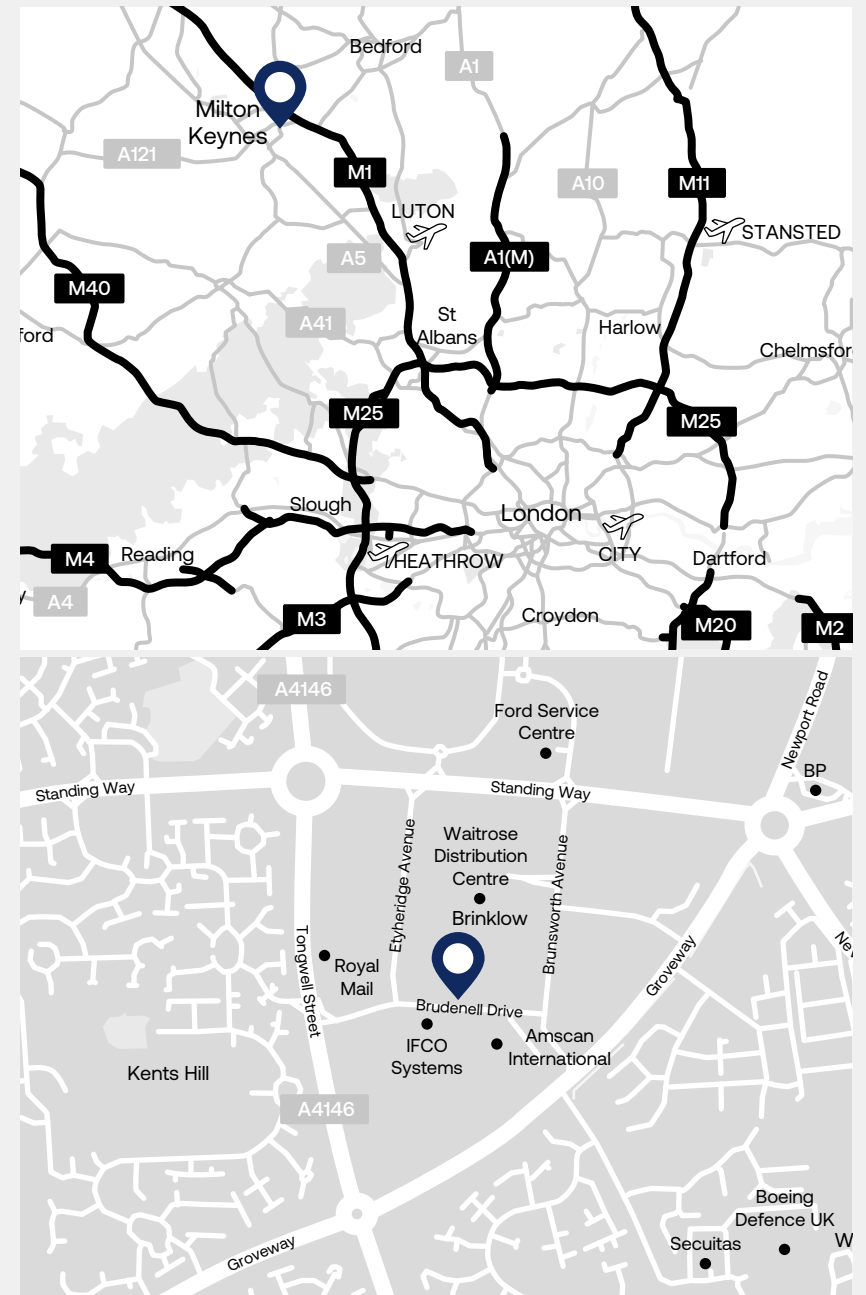 Bedford
A1
Milton
Keynes
A121
M1
A10
M11
LUTON
STANSTED
A5
A1(M)
M40
A41
St
Albans
Harlow
ford
Chelmsfor
M25
M25
Slough
London
M4
Reading
HEATHROW
CITY
Dartford
A4
M3
Croydon
M20
M2
A4146
Ford Service
Centre
Newport Road
BP
Standing Way
Standing Way
Etyheridge Avenue
Waitrose
Distribution
Centre
Brinklow
Brunsworth Avenue
Tongwell Street
Royal
Mail
Groveway
Brudenell Drive
IFCO
Systems
Amscan
International
Kents Hill
A4146
Groveway
Boeing
Defence UK
Secuitas
W